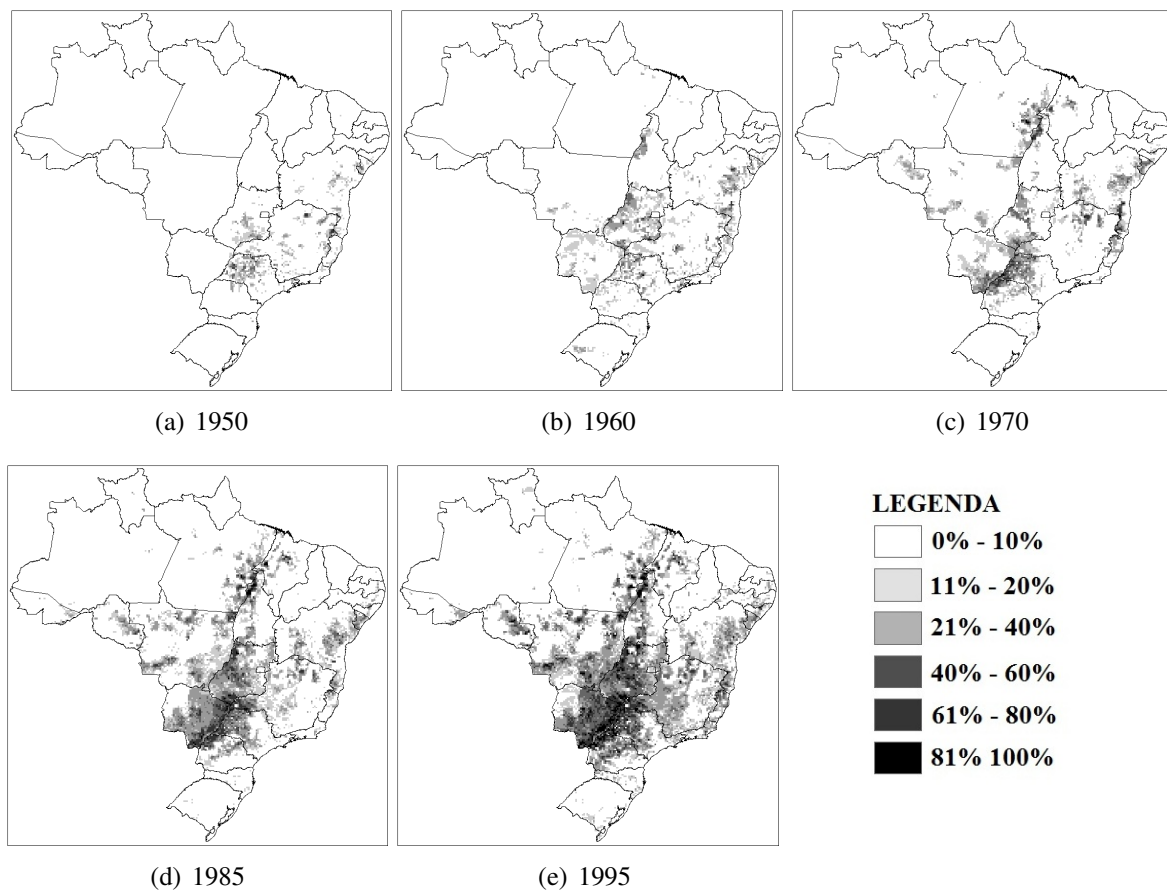 (a) 1950
(b) 1960
(c) 1970
(d) 1985
(e) 1995
LEGENDA
0% - 10%
11% - 20%
21% - 40%
40% - 60%
61% - 80%
81% 100%